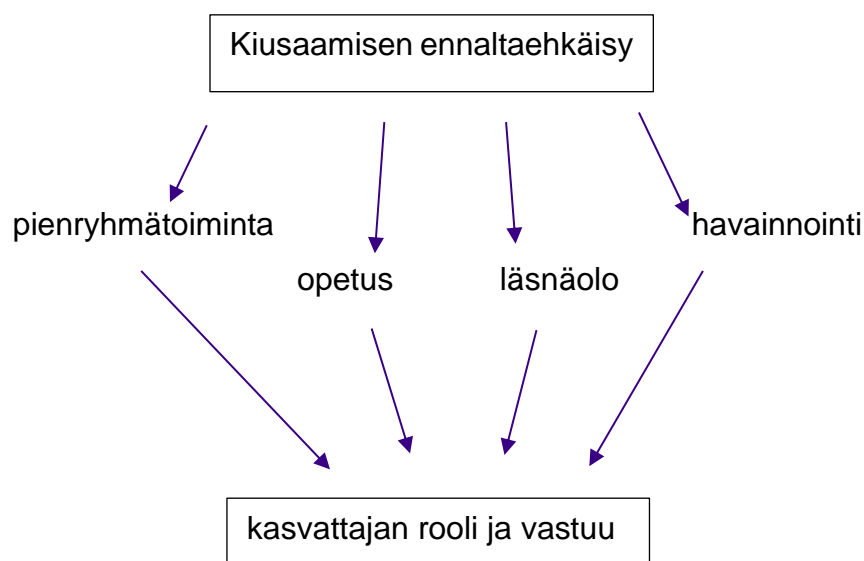 Kiusaamisen ennaltaehkäisy
pienryhmätoiminta
havainnointi
opetus
läsnäolo
kasvattajan rooli ja vastuu